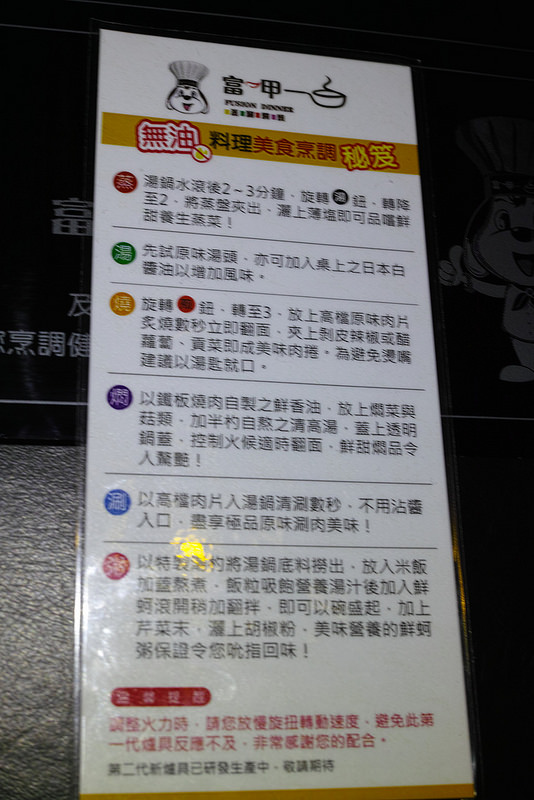 富一甲
FUSION DINNER
無油料理美食烹調秘笈
蒸 湯鍋水滾後2～3分鐘，旋轉湯鈕，轉降
至2，將蒸盤夾出，灑上薄塩即可品嚐鮮
甜養生蒸菜！
湯 先試原味湯頭，亦可加入桌上之日本白
醬油以增加風味。
燒 旋轉燒鈕，轉至3，放上高檔原味肉片
炙燒數秒立即翻面，夾上剝皮辣椒或醋
蘿蔔、貢菜即成美味肉捲。為避免燙嘴
建議以湯匙就口。
燜 以鐵板燒肉自製之鮮香油，放上燜菜與
菇類，加半杓自熬之清高湯，蓋上透明
鍋蓋，控制火候適時翻面，鮮甜燜品令
人驚艷！
涮 以高檔肉片入湯鍋清涮數秒，不用沾醬
入口，盡享極品原味涮肉美味！
粥 以特製湯杓將湯鍋底料撈出，放入米飯
加蓋熬煮，飯粒吸飽營養湯汁後加入鮮
蚵滾開稍加翻拌，即可以碗盛起，加上
芹菜末，灑上胡椒粉，美味營養的鮮蚵
粥保證令您吮指回味！
溫馨提醒
調整火力時，請您放慢旋扭轉動速度，避免此第
一代爐具反應不及，非常感謝您的配合。
第二代新爐具已研發生產中，敬請期待
富
及
烹調健